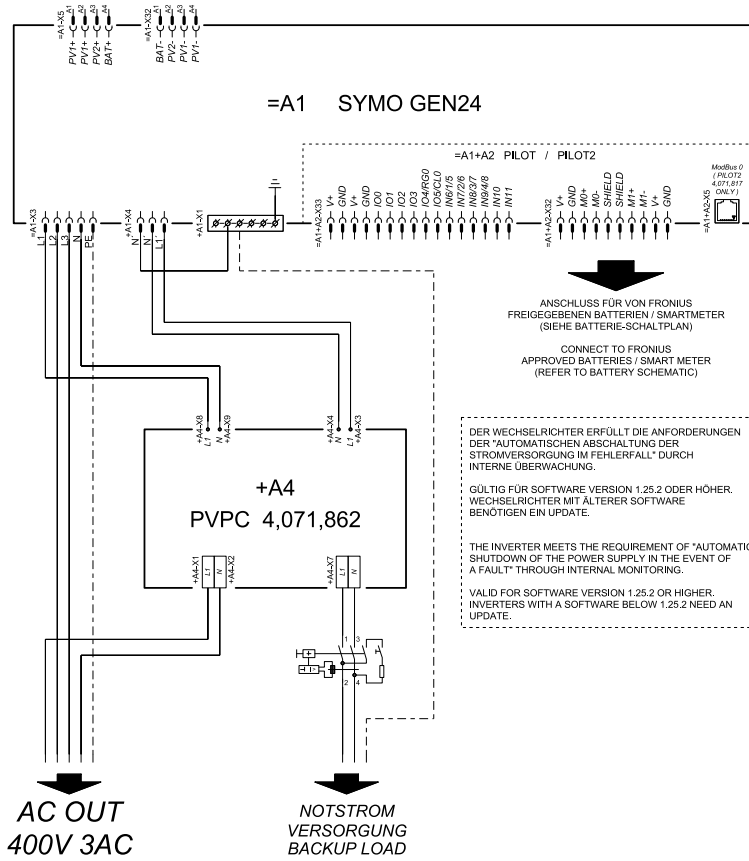 =A1-X5
A1
A2
A3
A4
PV1+
PV1+
PV2+
BAT+
=A1-X32
A1
A2
A3
A4
BAT-
PV2-
PV1-
PV1-
=A1 SYMO GEN24
=A1+A2 PILOT / PILOT2
ModBus 0
( PILOT2
4,071,817
ONLY )
=A1-X3
L1
L2
L3
N
PE
+A1-X4
N´
N´
L1´
+A1-X1
=A1+A2-X33
V+
GND
V+
GND
IO0
IO1
IO2
IO3
IO4/RG0
IO5/CL0
IN6/1/5
IN7/2/6
IN8/3/7
IN9/4/8
IN10
IN11
=A1+A2-X32
V+
GND
M0+
M0-
SHIELD
SHIELD
M1+
M1-
V+
GND
=A1+A2-X5
ANSCHLUSS FÜR VON FRONIUS
FREIGEGEBENEN BATTERIEN / SMARTMETER
(SIEHE BATTERIE-SCHALTPLAN)
CONNECT TO FRONIUS
APPROVED BATTERIES / SMART METER
(REFER TO BATTERY SCHEMATIC)
+A4-X8
L1
N
+A4-X9
+A4-X4
N
L1
+A4-X3
+A4
PVPC 4,071,862
+A4-X1
L1
N
+A4-X2
+A4-X7
L1
N
DER WECHSELRICHTER ERFÜLLT DIE ANFORDERUNGEN
DER "AUTOMATISCHEN ABSCHALTUNG DER
STROMVERSORGUNG IM FEHLERFALL" DURCH
INTERNE ÜBERWACHUNG.
GÜLTIG FÜR SOFTWARE VERSION 1.25.2 ODER HÖHER.
WECHSELRICHTER MIT ÄLTERER SOFTWARE
BENÖTIGEN EIN UPDATE.
THE INVERTER MEETS THE REQUIREMENT OF "AUTOMATIC
SHUTDOWN OF THE POWER SUPPLY IN THE EVENT OF
A FAULT" THROUGH INTERNAL MONITORING.
VALID FOR SOFTWARE VERSION 1.25.2 OR HIGHER.
INVERTERS WITH A SOFTWARE BELOW 1.25.2 NEED AN
UPDATE.
1
3
2
4
AC OUT
400V 3AC
NOTSTROM
VERSORGUNG
BACKUP LOAD